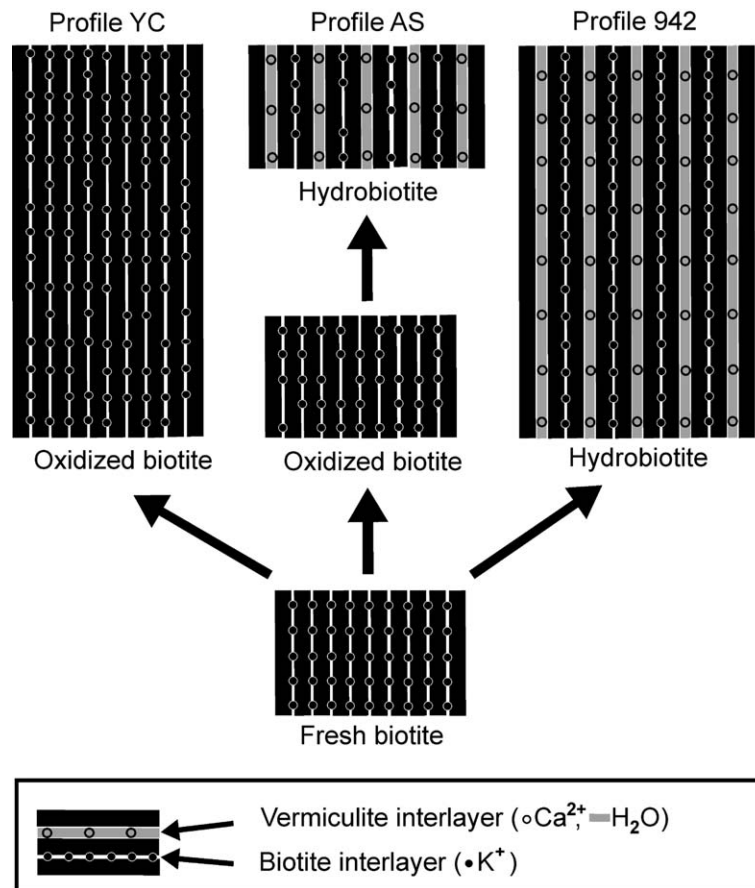 Profile YC
Profile AS
Profile 942
Hydrobiotite
Oxidized biotite
Oxidized biotite
Hydrobiotite
Fresh biotite
Vermiculite interlayer (∘Ca²⁺, ━H₂O)
Biotite interlayer (•K⁺)